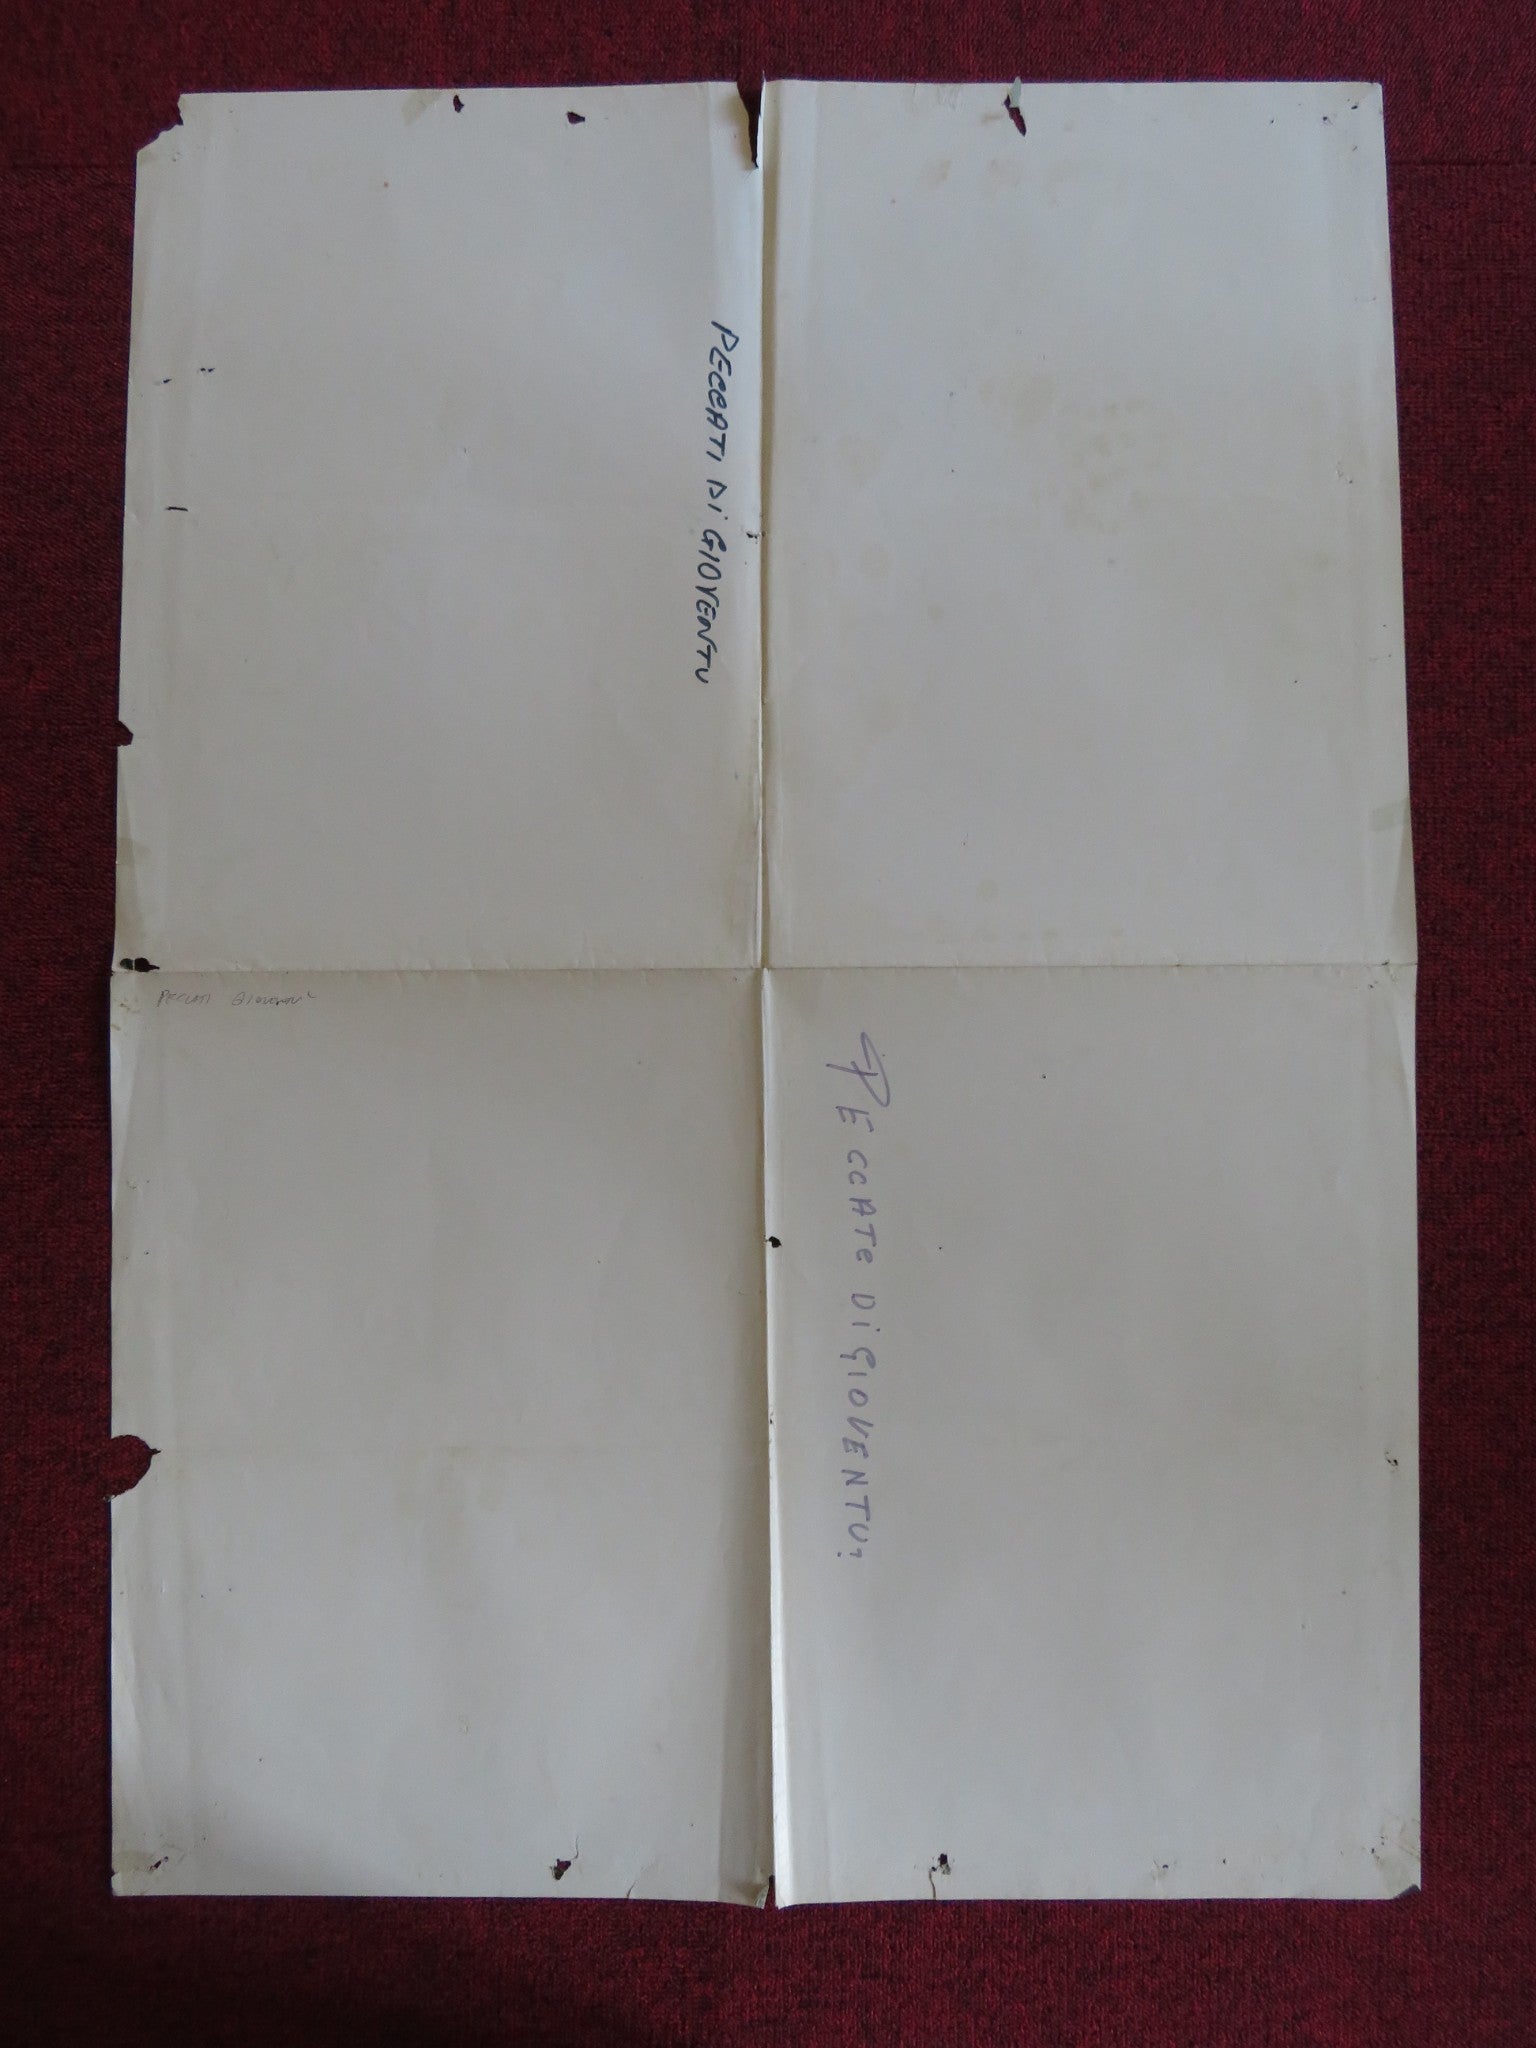 PECCATI Di GIOVENTU
PECCATI GIOVENTU'
PECCATE Di GIOVENTU?